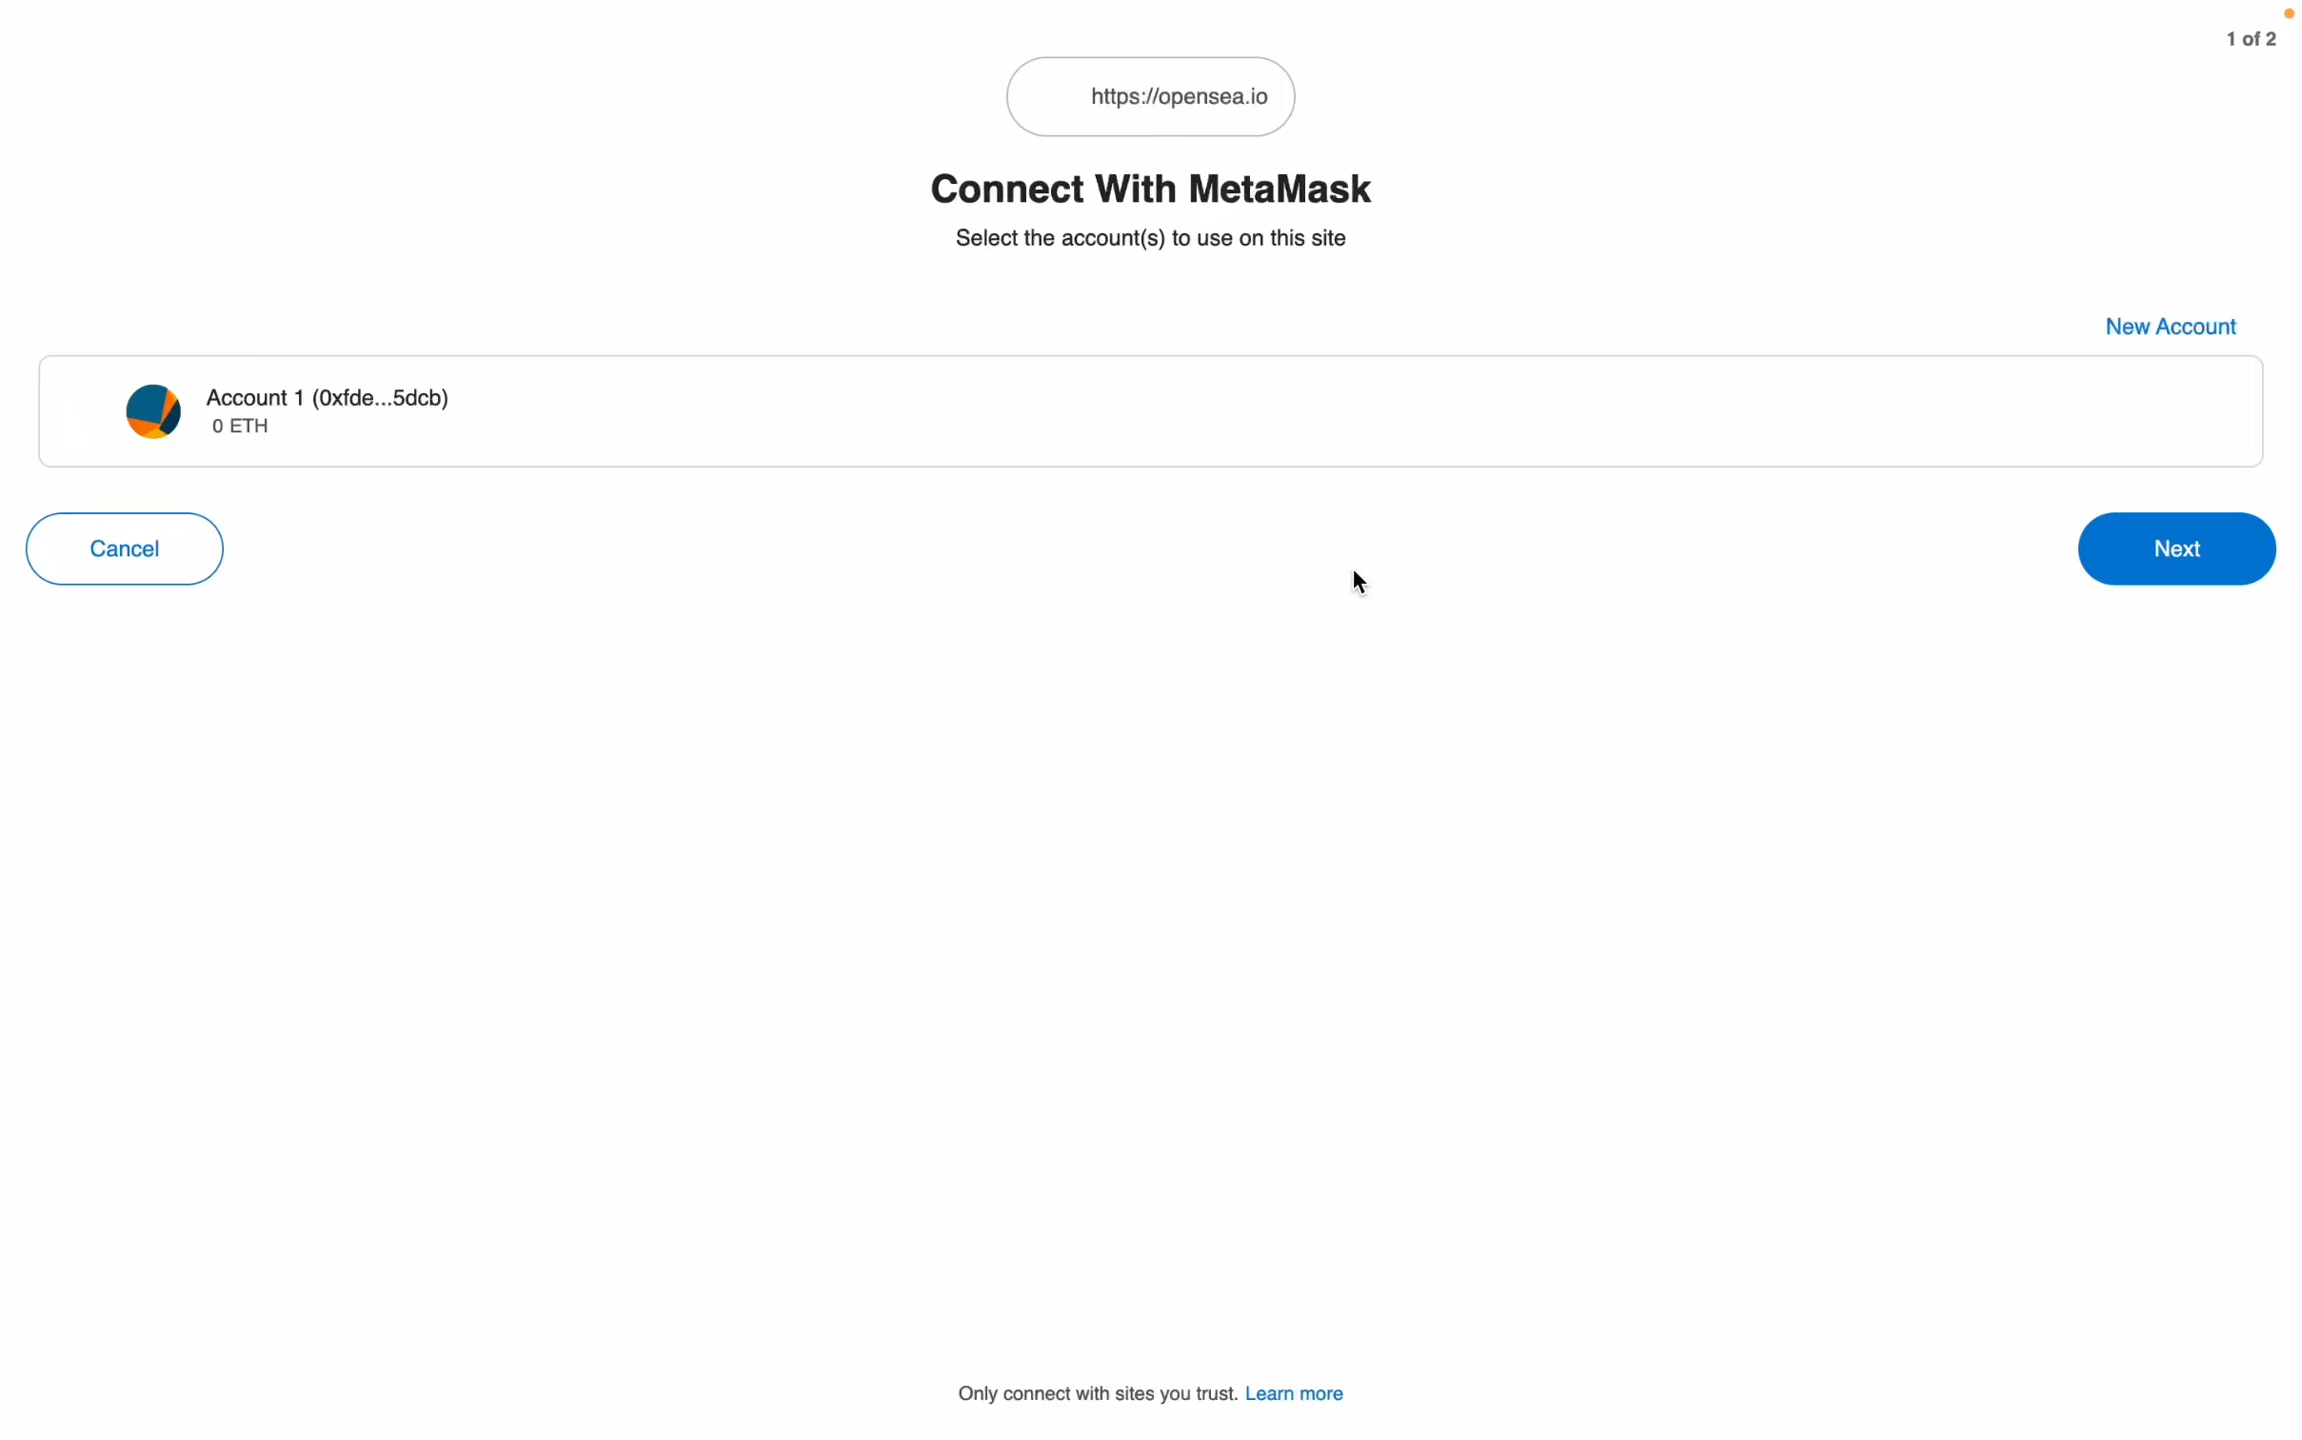 1 of 2
https://opensea.io
Connect With MetaMask
Select the account(s) to use on this site
New Account
Account 1 (0xfde...5dcb)
0 ETH
Cancel
Next
Only connect with sites you trust. Learn more